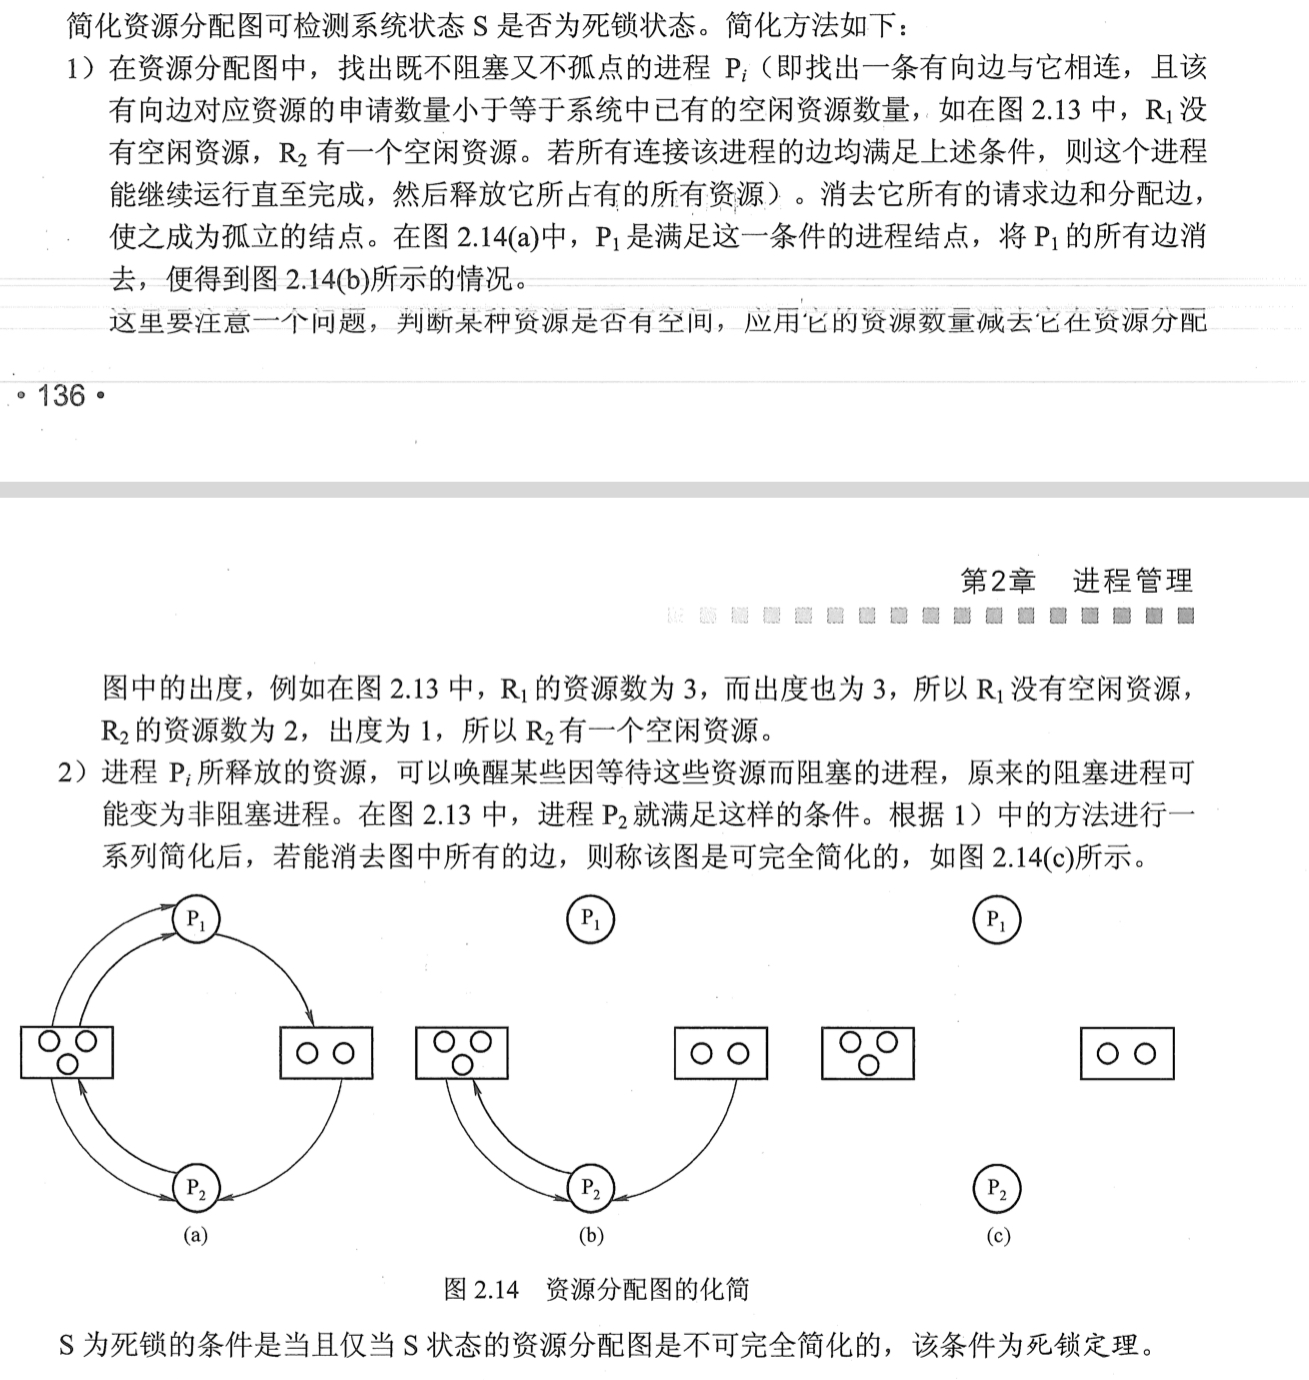 简化资源分配图可检测系统状态 S 是否为死锁状态。简化方法如下：
1）在资源分配图中，找出既不阻塞又不孤点的进程 Pi（即找出一条有向边与它相连，且该
有向边对应资源的申请数量小于等于系统中已有的空闲资源数量，如在图 2.13 中，R1 没
有空闲资源，R2 有一个空闲资源。若所有连接该进程的边均满足上述条件，则这个进程
能继续运行直至完成，然后释放它所占有的所有资源）。消去它所有的请求边和分配边，
使之成为孤立的结点。在图 2.14(a)中，P1 是满足这一条件的进程结点，将 P1 的所有边消
去，便得到图 2.14(b)所示的情况。
这里要注意一个问题，判断某种资源是否有空间，应用它的资源数量减去它在资源分配
• 136 •
第2章 进程管理
图中的出度，例如在图 2.13 中，R1 的资源数为 3，而出度也为 3，所以 R1 没有空闲资源，
R2 的资源数为 2，出度为 1，所以 R2 有一个空闲资源。
2）进程 Pi 所释放的资源，可以唤醒某些因等待这些资源而阻塞的进程，原来的阻塞进程可
能变为非阻塞进程。在图 2.13 中，进程 P2 就满足这样的条件。根据 1）中的方法进行一
系列简化后，若能消去图中所有的边，则称该图是可完全简化的，如图 2.14(c)所示。
P1 P1 P1
P2 P2 P2
(a) (b) (c)
图 2.14 资源分配图的化简
S 为死锁的条件是当且仅当 S 状态的资源分配图是不可完全简化的，该条件为死锁定理。